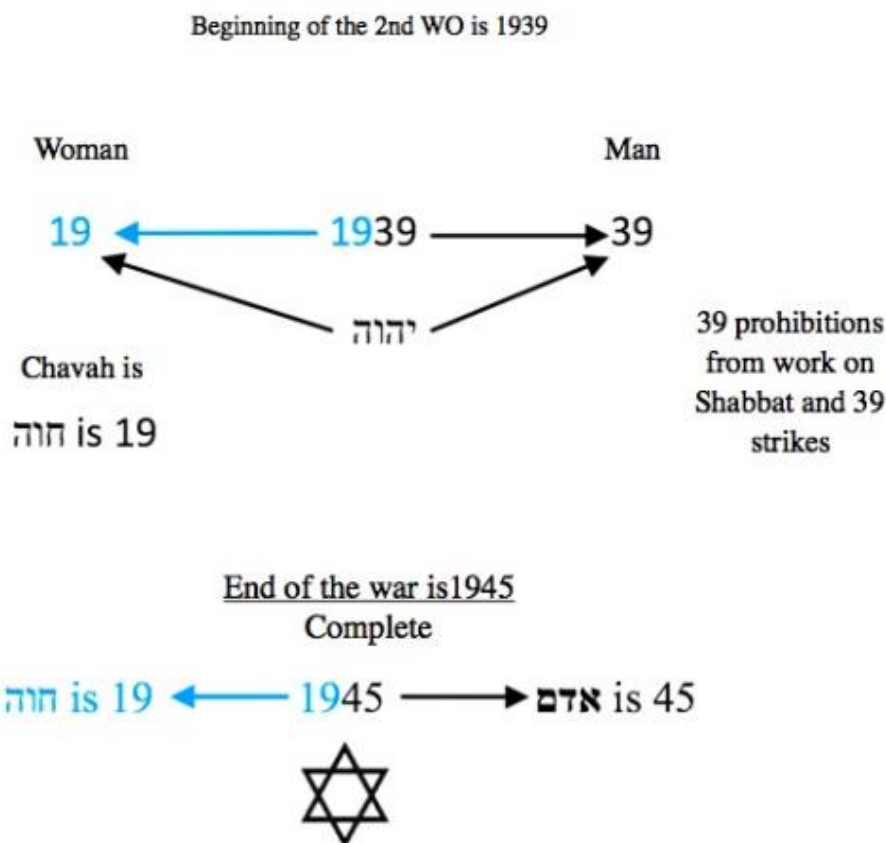 Beginning of the 2nd WO is 1939
Woman
Man
19
1939
39
יהוה
Chavah is
חוה is 19
39 prohibitions
from work on
Shabbat and 39
strikes
End of the war is1945
Complete
חוה is 19
1945
אדם is 45